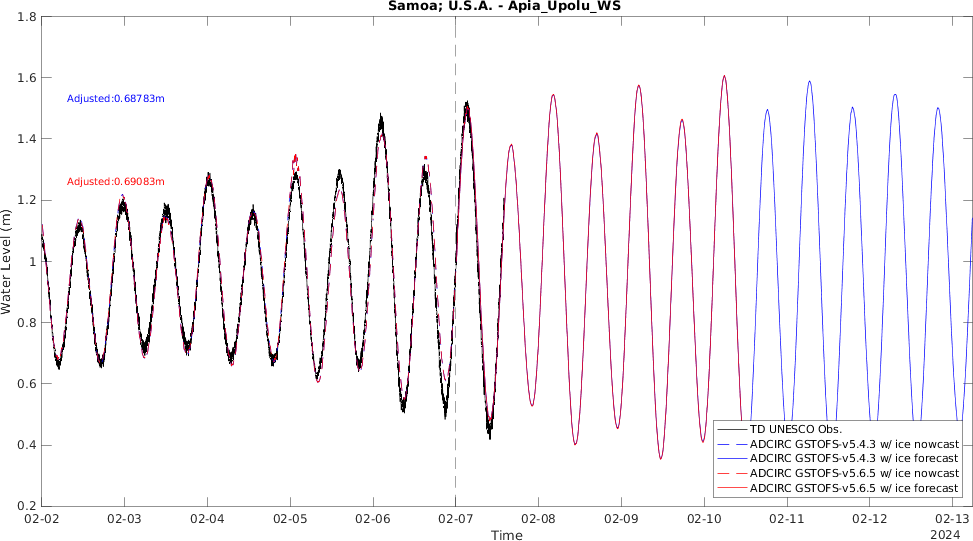 Samoa; U.S.A. - Apia_Upolu_WS
1.8
1.6
1.4
1.2
1
0.8
0.6
0.4
0.2
Water Level (m)
Adjusted:0.68783m
Adjusted:0.69083m
TD UNESCO Obs.
ADCIRC GSTOFS-v5.4.3 w/ ice nowcast
ADCIRC GSTOFS-v5.4.3 w/ ice forecast
ADCIRC GSTOFS-v5.6.5 w/ ice nowcast
ADCIRC GSTOFS-v5.6.5 w/ ice forecast
02-02 02-03 02-04 02-05 02-06 02-07 02-08 02-09 02-10 02-11 02-12 02-13
Time
2024